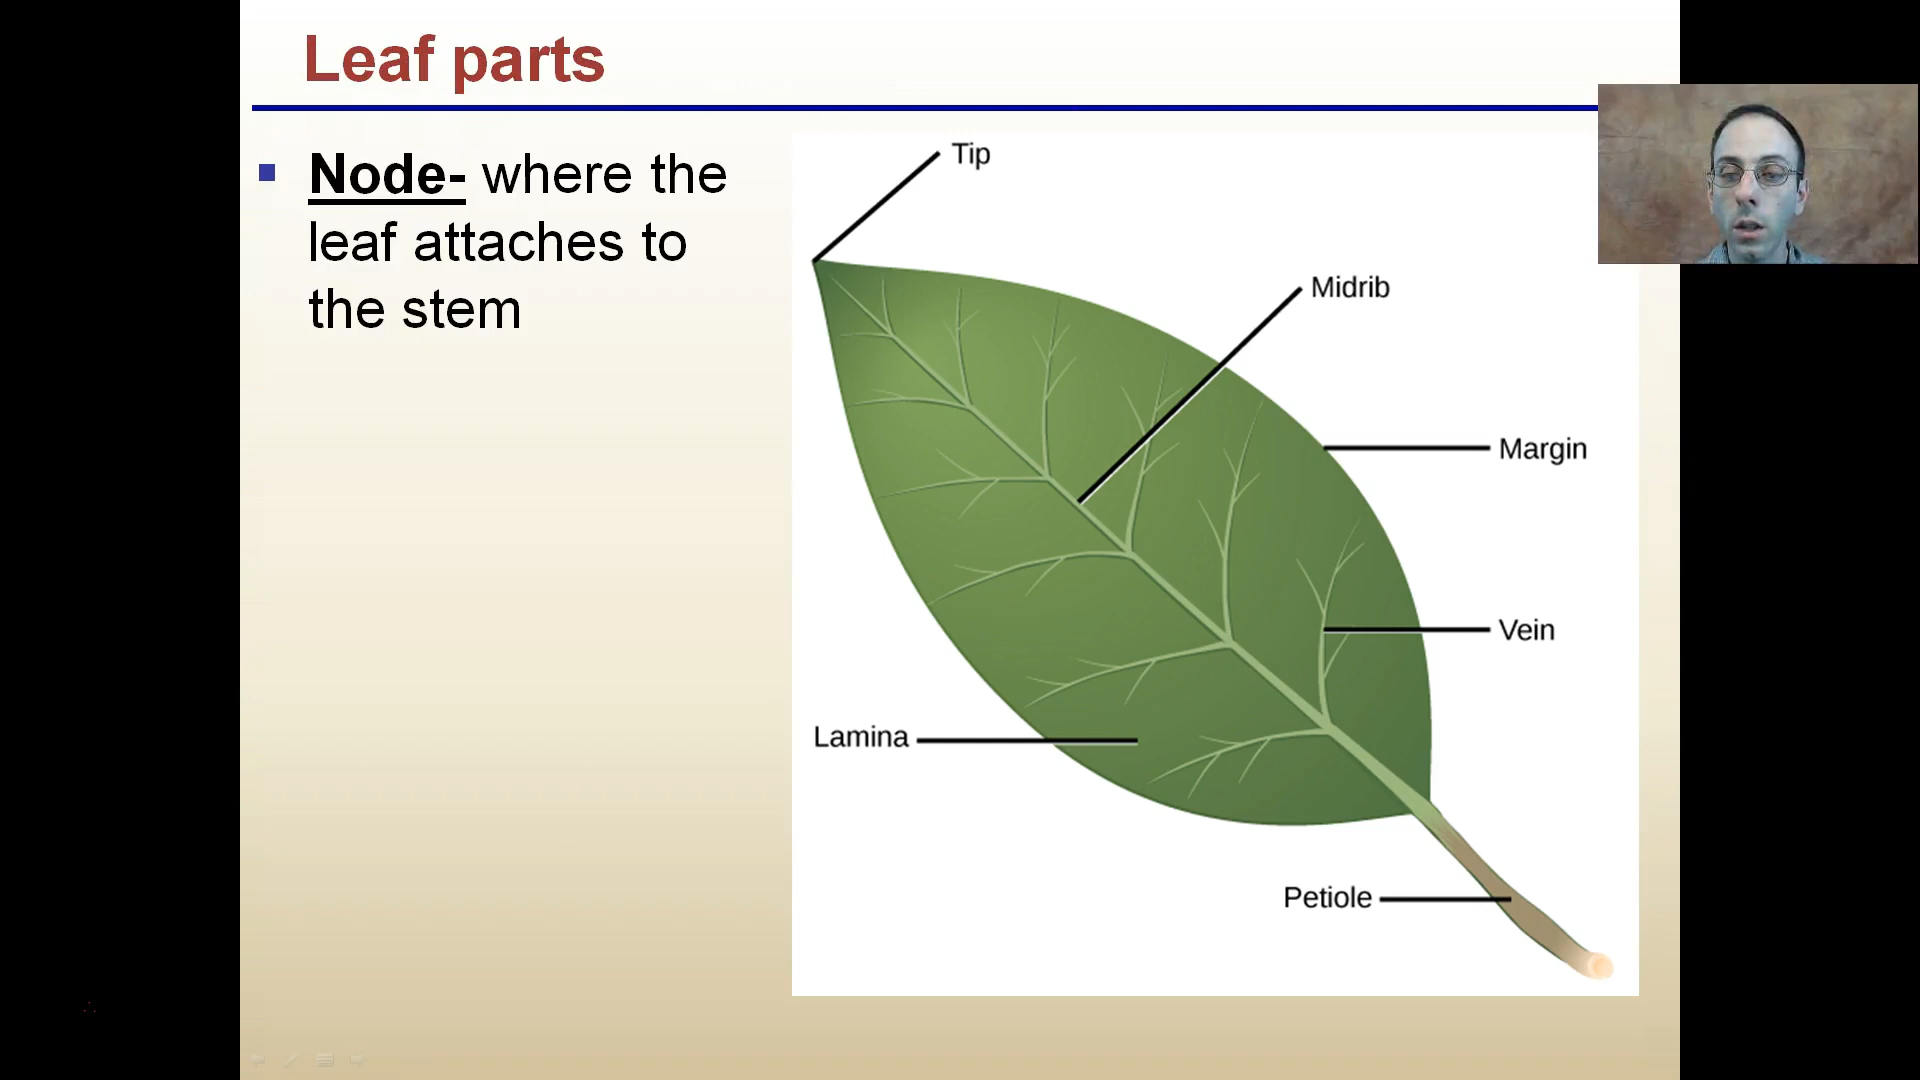 Leaf parts
Node- where the
leaf attaches to
the stem
Tip
Midrib
Margin
Vein
Lamina
Petiole